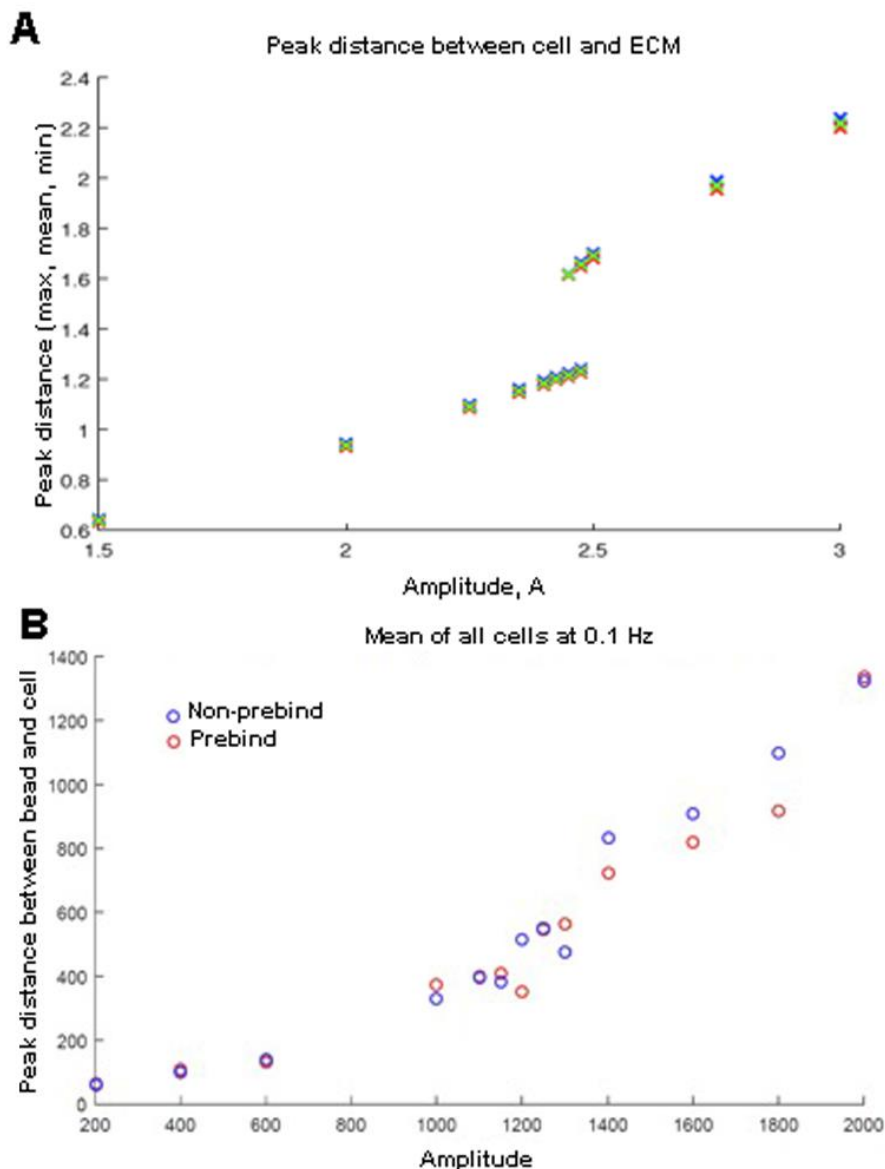 A
Peak distance between cell and ECM
Peak distance (max, mean, min)
2.4
2.2
2
1.8
1.6
1.4
1.2
1
0.8
0.6
1.5 2 2.5 3
Amplitude, A
B
Mean of all cells at 0.1 Hz
Peak distance between bead and cell
1400
1200
1000
800
600
400
200
0
Non-prebind
Prebind
200 400 600 1000 1200 1400 1600 1800 2000
Amplitude